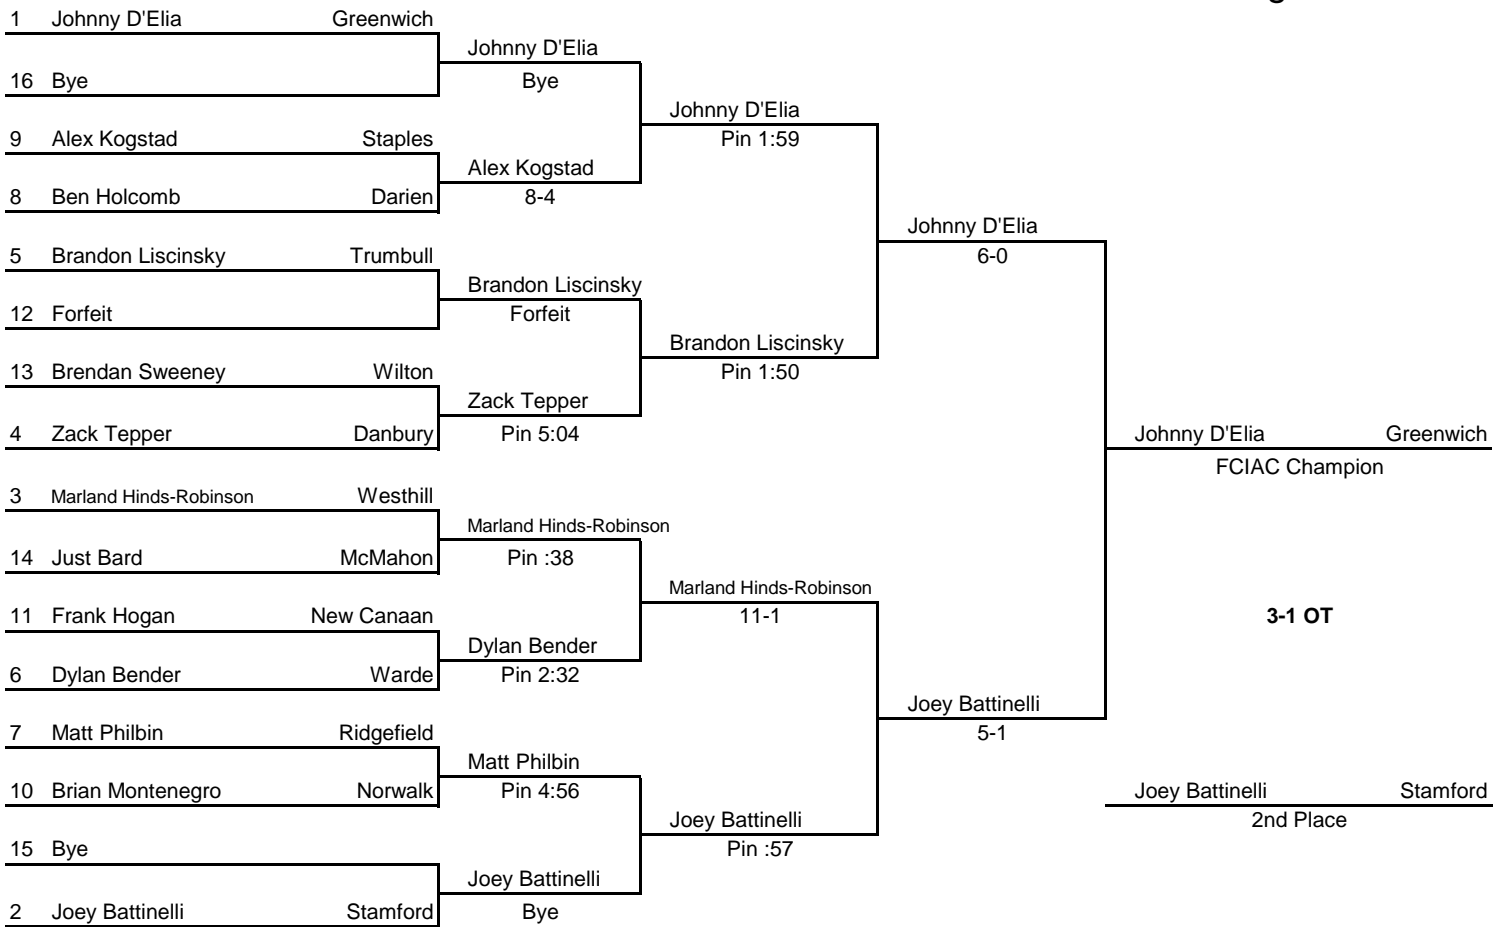 1 Johnny D'Elia Greenwich
Johnny D'Elia
16 Bye
Bye
Johnny D'Elia
9 Alex Kogstad Staples
Pin 1:59
Alex Kogstad
8 Ben Holcomb Darien
8-4
Johnny D'Elia
5 Brandon Liscinsky Trumbull
6-0
Brandon Liscinsky
12 Forfeit
Forfeit
Brandon Liscinsky
13 Brendan Sweeney Wilton
Pin 1:50
Zack Tepper
4 Zack Tepper Danbury
Pin 5:04
Johnny D'Elia Greenwich
FCIAC Champion
3 Marland Hinds-Robinson Westhill
Marland Hinds-Robinson
14 Just Bard McMahon
Pin :38
Marland Hinds-Robinson
11 Frank Hogan New Canaan
11-1
3-1 OT
Dylan Bender
6 Dylan Bender Warde
Pin 2:32
Joey Battinelli
7 Matt Philbin Ridgefield
5-1
Matt Philbin
10 Brian Montenegro Norwalk
Pin 4:56
Joey Battinelli Stamford
2nd Place
Joey Battinelli
15 Bye
Pin :57
Joey Battinelli
2 Joey Battinelli Stamford
Bye